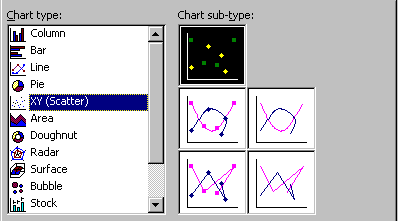 Chart type:
Chart sub-type:
Column
Bar
Line
Pie
XY (Scatter)
Area
Doughnut
Radar
Surface
Bubble
Stock